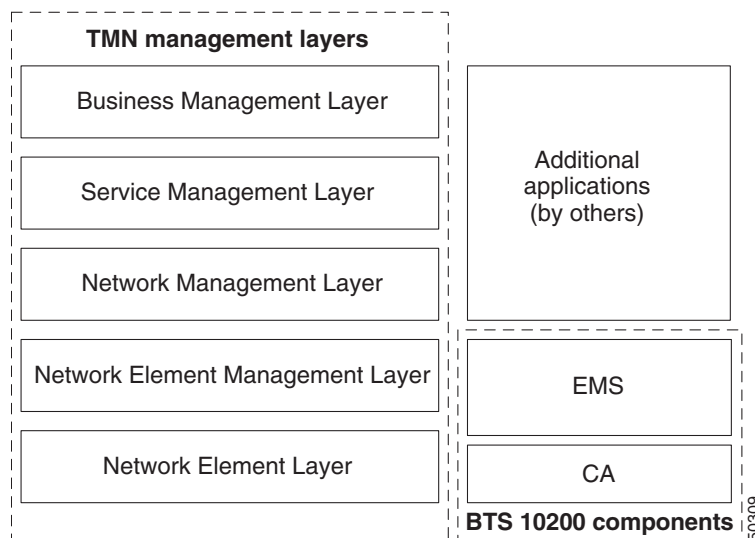 TMN management layers
Business Management Layer
Service Management Layer
Network Management Layer
Network Element Management Layer
Network Element Layer
Additional
applications
(by others)
EMS
CA
BTS 10200 components